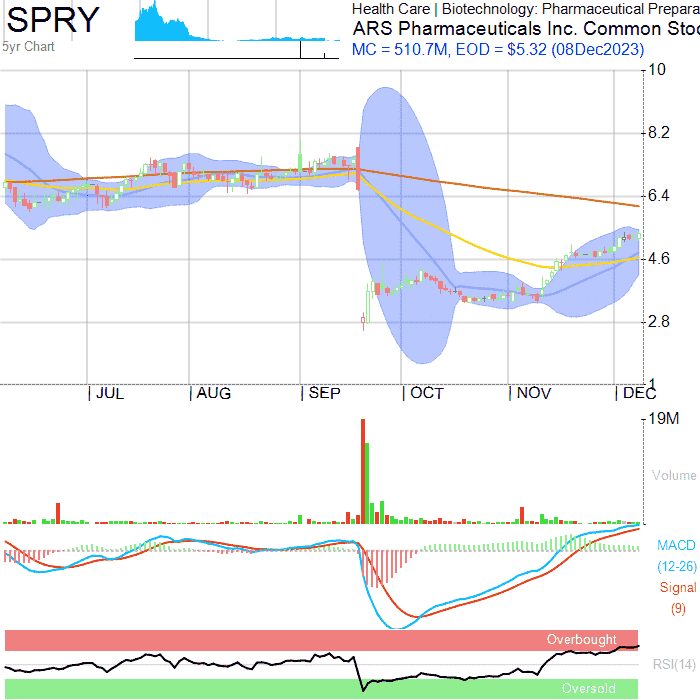 SPRY
5yr Chart
Health Care | Biotechnology: Pharmaceutical Prepara
ARS Pharmaceuticals Inc. Common Stoc
MC = 510.7M, EOD = $5.32 (08Dec2023)
10
8.2
6.4
4.6
2.8
1
| JUL | AUG | SEP | OCT | NOV | DEC
19M
Volume
MACD
(12-26)
Signal
(9)
Overbought
RSI(14)
Oversold